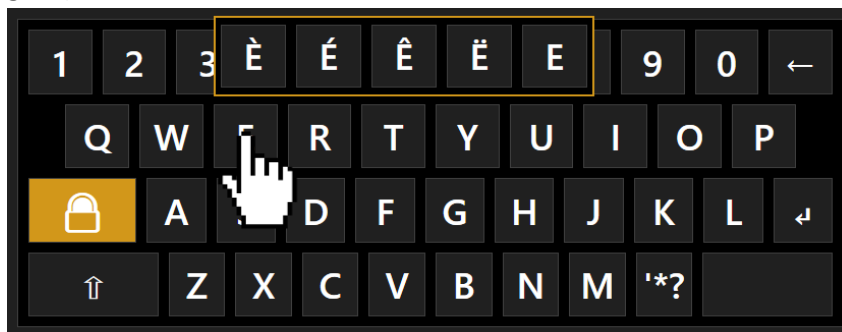 È É Ê Ë E
1 2 3 9 0 ←
Q W E R T Y U I O P
A D F G H J K L ↲
⇧ Z X C V B N M '*?